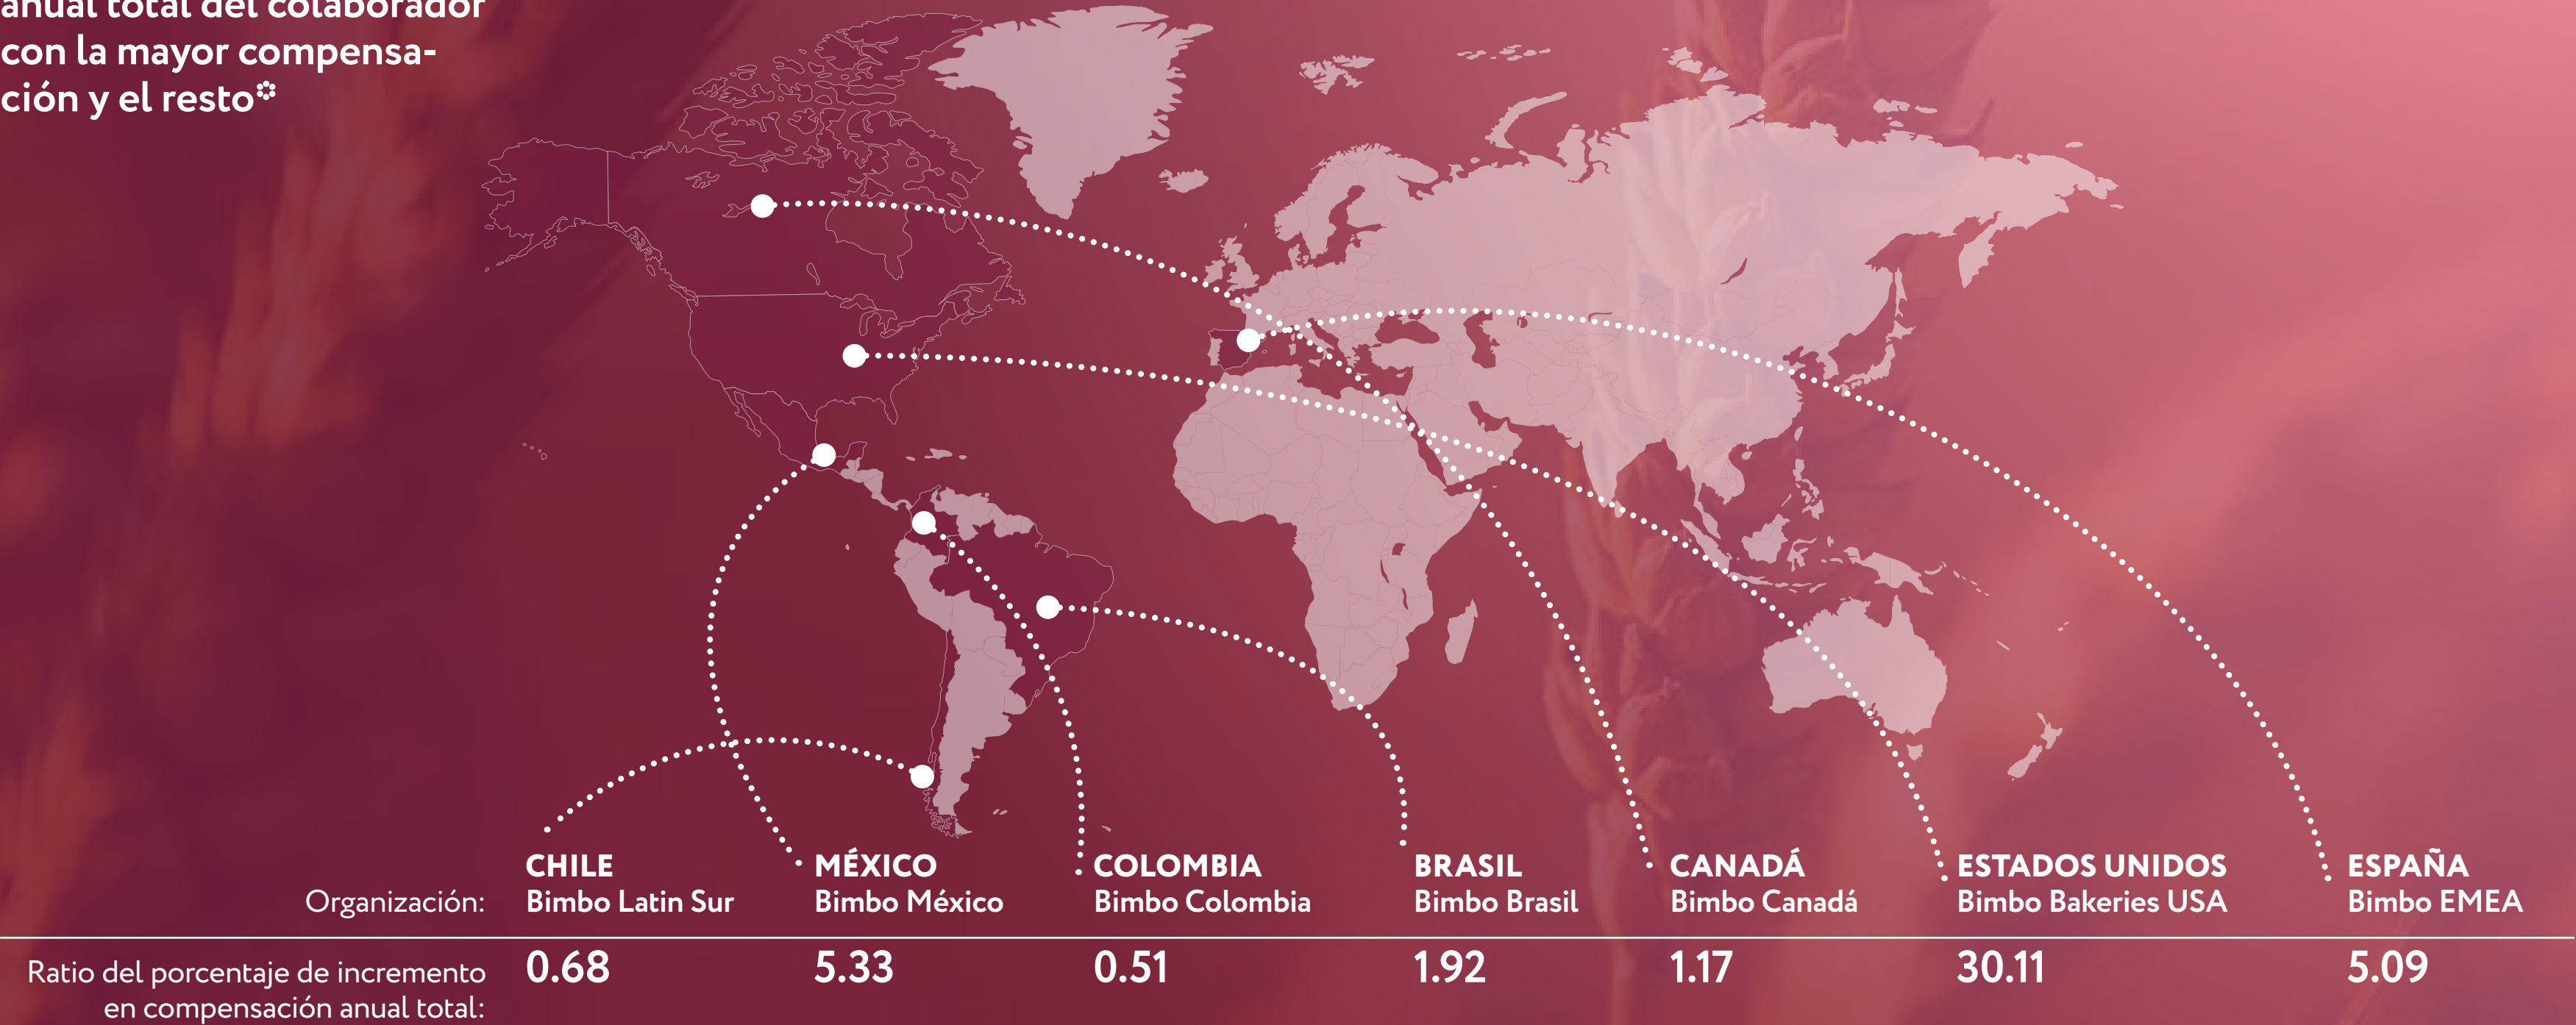 anual total del colaborador
con la mayor compensa-
ción y el resto*
CHILE MÉXICO COLOMBIA BRASIL CANADÁ ESTADOS UNIDOS ESPAÑA
Organización: Bimbo Latin Sur Bimbo México Bimbo Colombia Bimbo Brasil Bimbo Canadá Bimbo Bakeries USA Bimbo EMEA
Ratio del porcentaje de incremento 0.68 5.33 0.51 1.92 1.17 30.11 5.09
en compensación anual total: